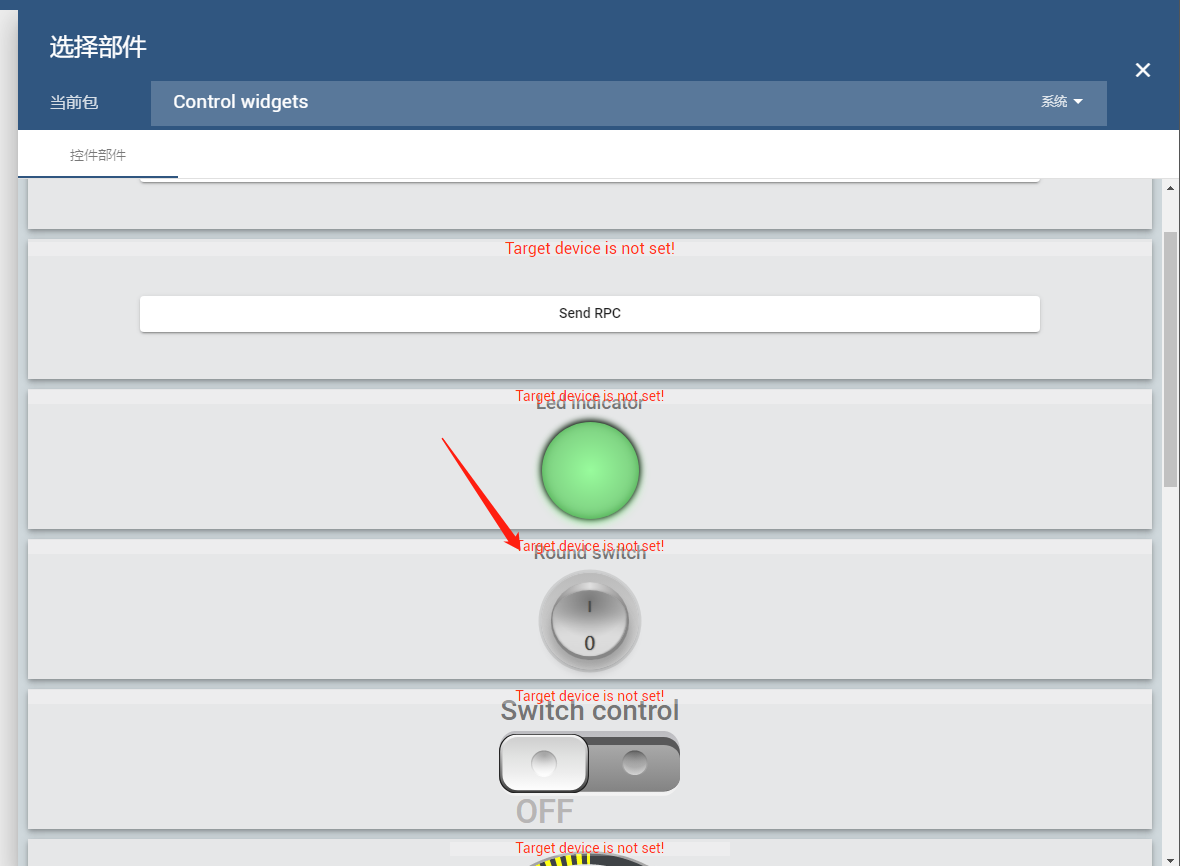 选择部件
当前包
Control widgets
系统
控件部件
Target device is not set!
Send RPC
Target device is not set!
Led indicator
Target device is not set!
Round switch
I
0
Target device is not set!
Switch control
OFF
Target device is not set!